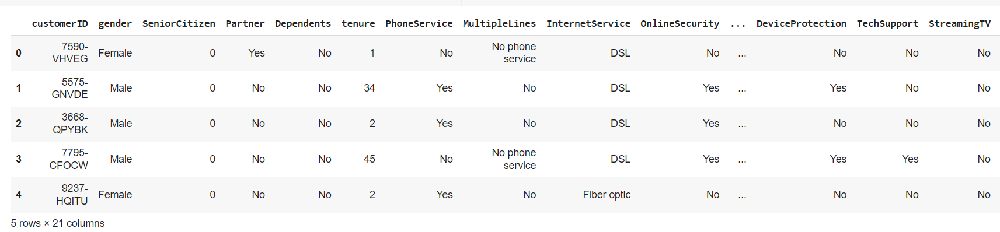 customerID gender SeniorCitizen Partner Dependents tenure PhoneService MultipleLines InternetService OnlineSecurity ... DeviceProtection TechSupport StreamingTV
0 7590-VHVEG Female 0 Yes No 1 No No phone service DSL No ... No No No
1 5575-GNVDE Male 0 No No 34 Yes No DSL Yes ... Yes No No
2 3668-QPYBK Male 0 No No 2 Yes No DSL Yes ... No No No
3 7795-CFOCW Male 0 No No 45 No No phone service DSL Yes ... Yes Yes No
4 9237-HQITU Female 0 No No 2 Yes No Fiber optic No ... No No No
5 rows × 21 columns